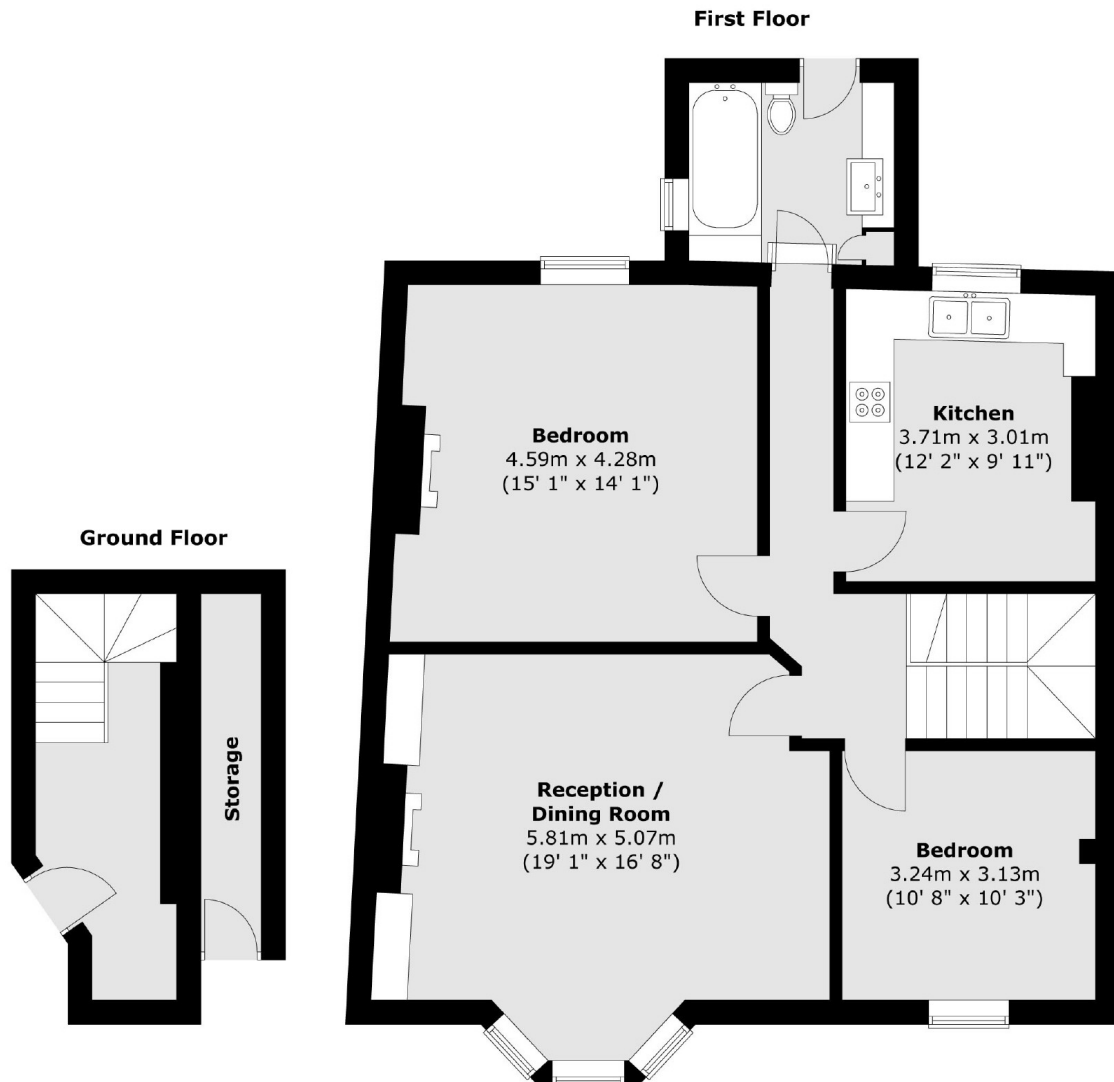 First Floor
Bedroom
4.59m x 4.28m
(15' 1" x 14' 1")
Kitchen
3.71m x 3.01m
(12' 2" x 9' 11")
Ground Floor
Storage
Reception /
Dining Room
5.81m x 5.07m
(19' 1" x 16' 8")
Bedroom
3.24m x 3.13m
(10' 8" x 10' 3")